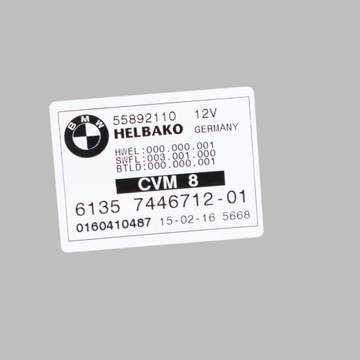 BMW
55892110 12V
HELBAKO GERMANY
HWEL:000.000.001
SWFL:003.001.000
BTLD:000.000.001
CVM 8
6135 7446712-01
0160410487 15-02-16 5668